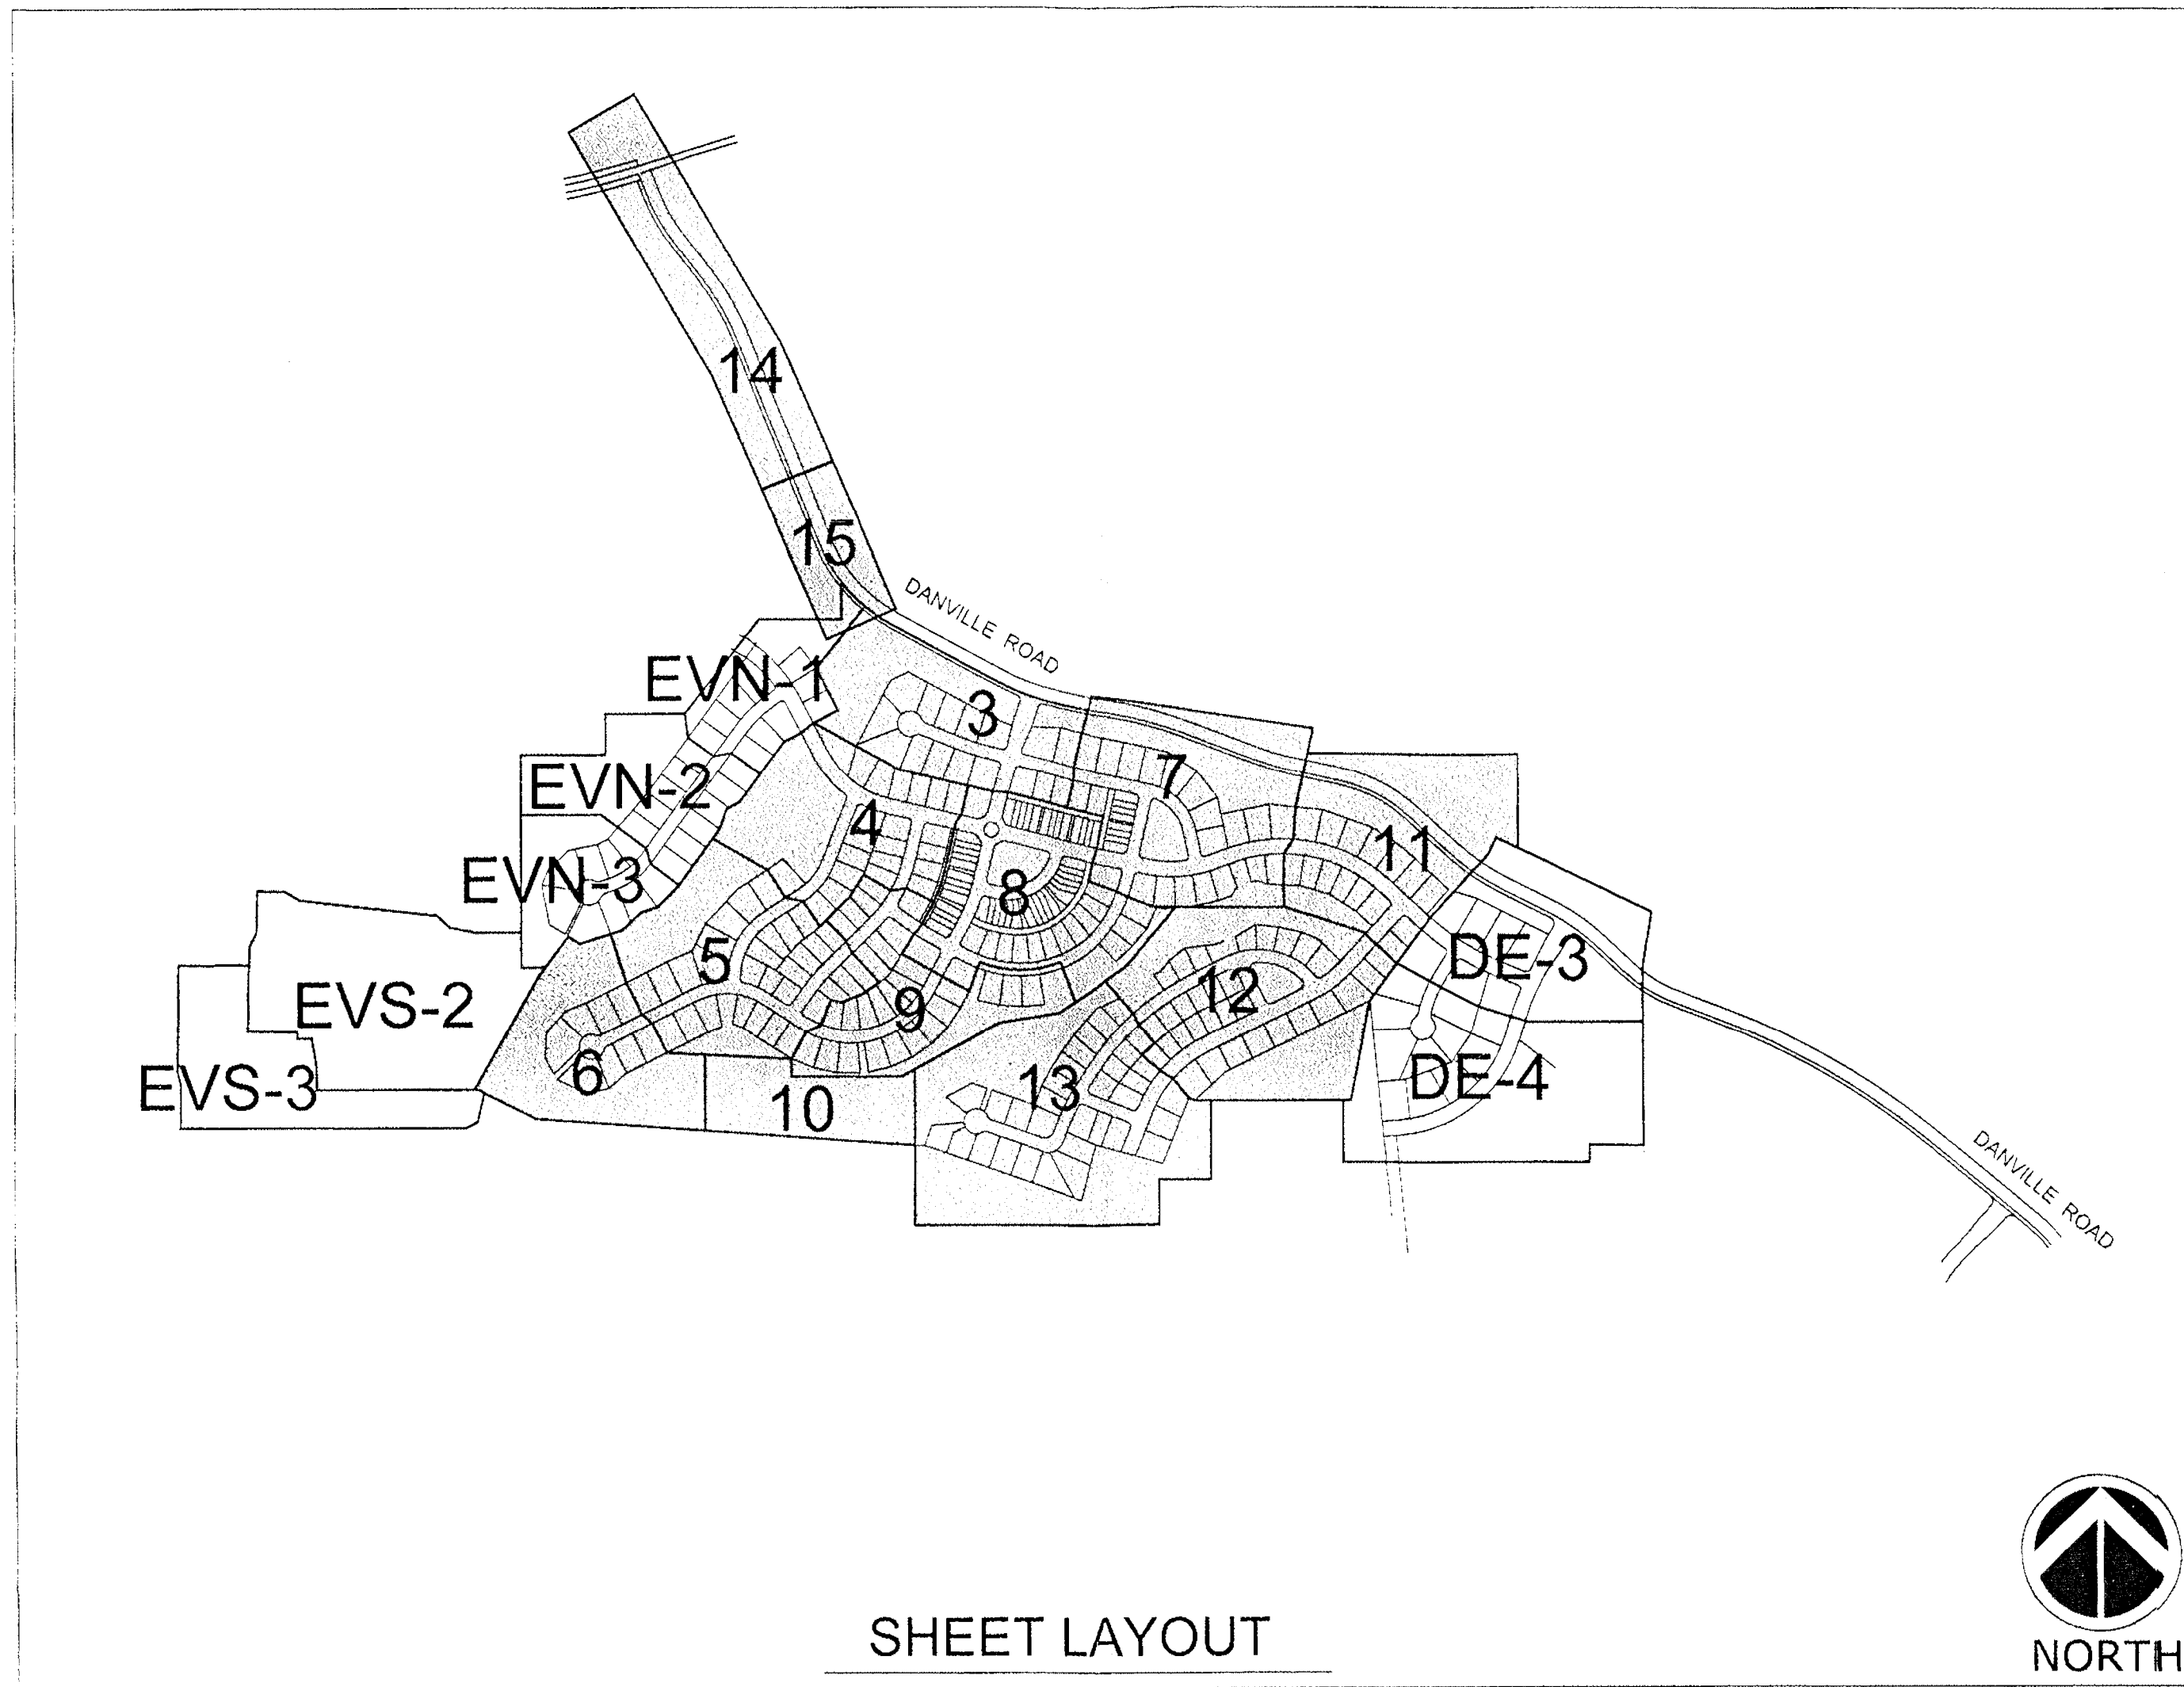 14
15
DANVILLE ROAD
EVN-1
3
7
EVN-2
4
11
EVN-3
8
5
DE-3
12
EVS-2
9
6
13
DE-4
EVS-3
10
DANVILLE ROAD
SHEET LAYOUT
NORTH